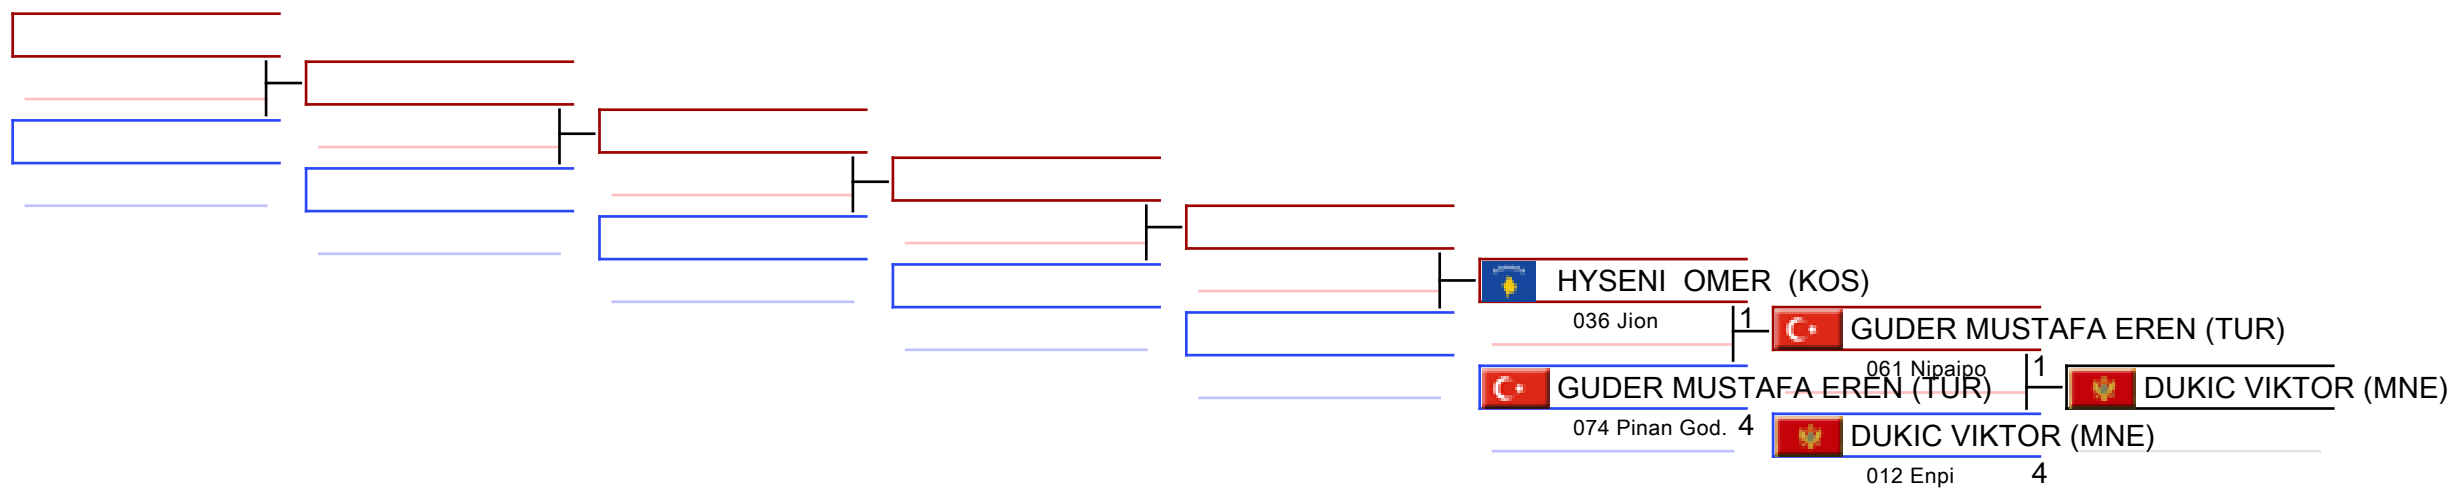 HYSENI  OMER  (KOS)
036 Jion
1
GUDER MUSTAFA EREN (TUR)
074 Pinan God.
4
GUDER MUSTAFA EREN (TUR)
061 Nipaipo
1
DUKIC VIKTOR (MNE)
012 Enpi
4
DUKIC VIKTOR (MNE)